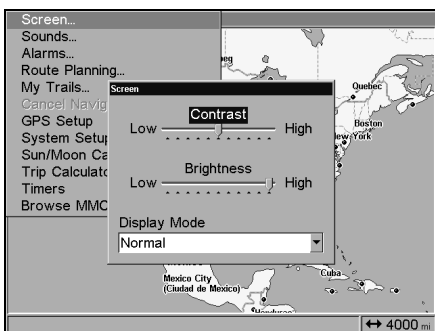 Screen...
Sounds...
Alarms...
Route Planning...
My Trails...
Cancel Navig
GPS Setup
System Setup
Sun/Moon Ca
Trip Calculato
Timers
Browse MMC
Screen
Contrast
Low
High
Brightness
Low
High
Display Mode
Normal
Quebec
Boston
New York
Mexico City
(Ciudad de Mexico)
Cuba
4000 mi